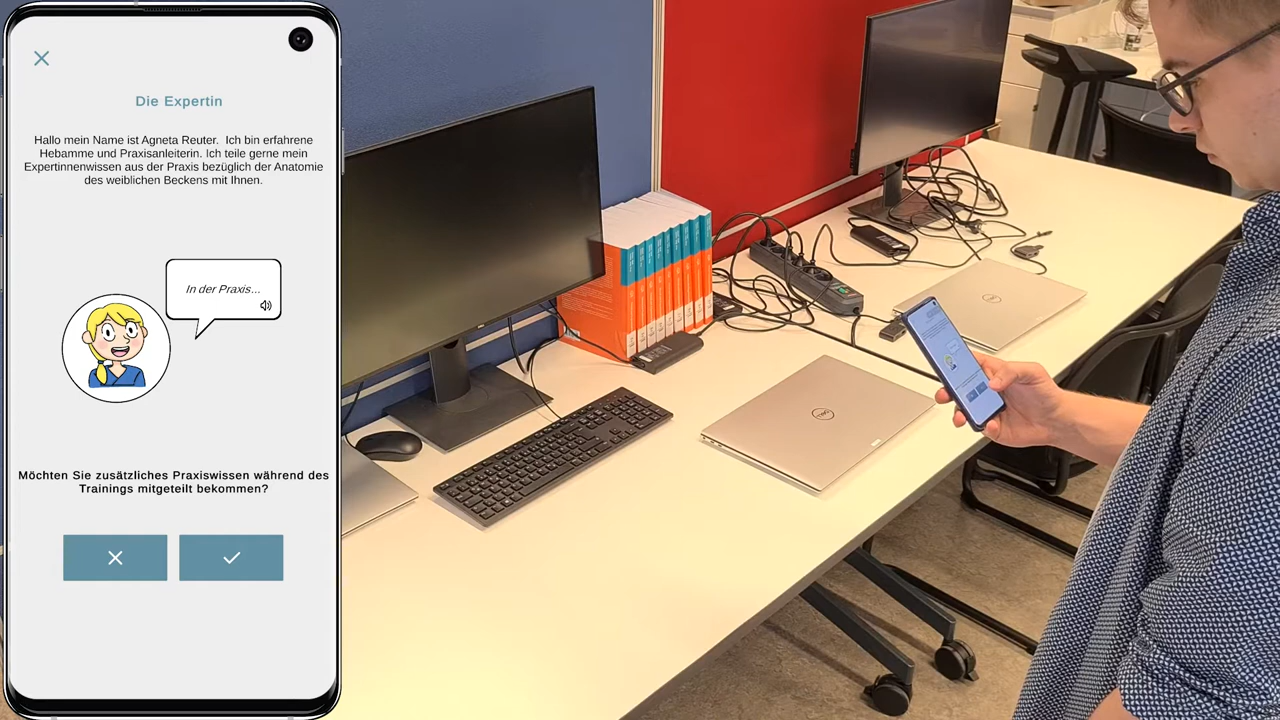 Die Expertin
Hallo mein Name ist Agneta Reuter. Ich bin erfahrene
Hebamme und Praxisanleiterin. Ich teile gerne mein
Expertinnenwissen aus der Praxis bezüglich der Anatomie
des weiblichen Beckens mit Ihnen.
In der Praxis...
Möchten Sie zusätzliches Praxiswissen während des
Trainings mitgeteilt bekommen?